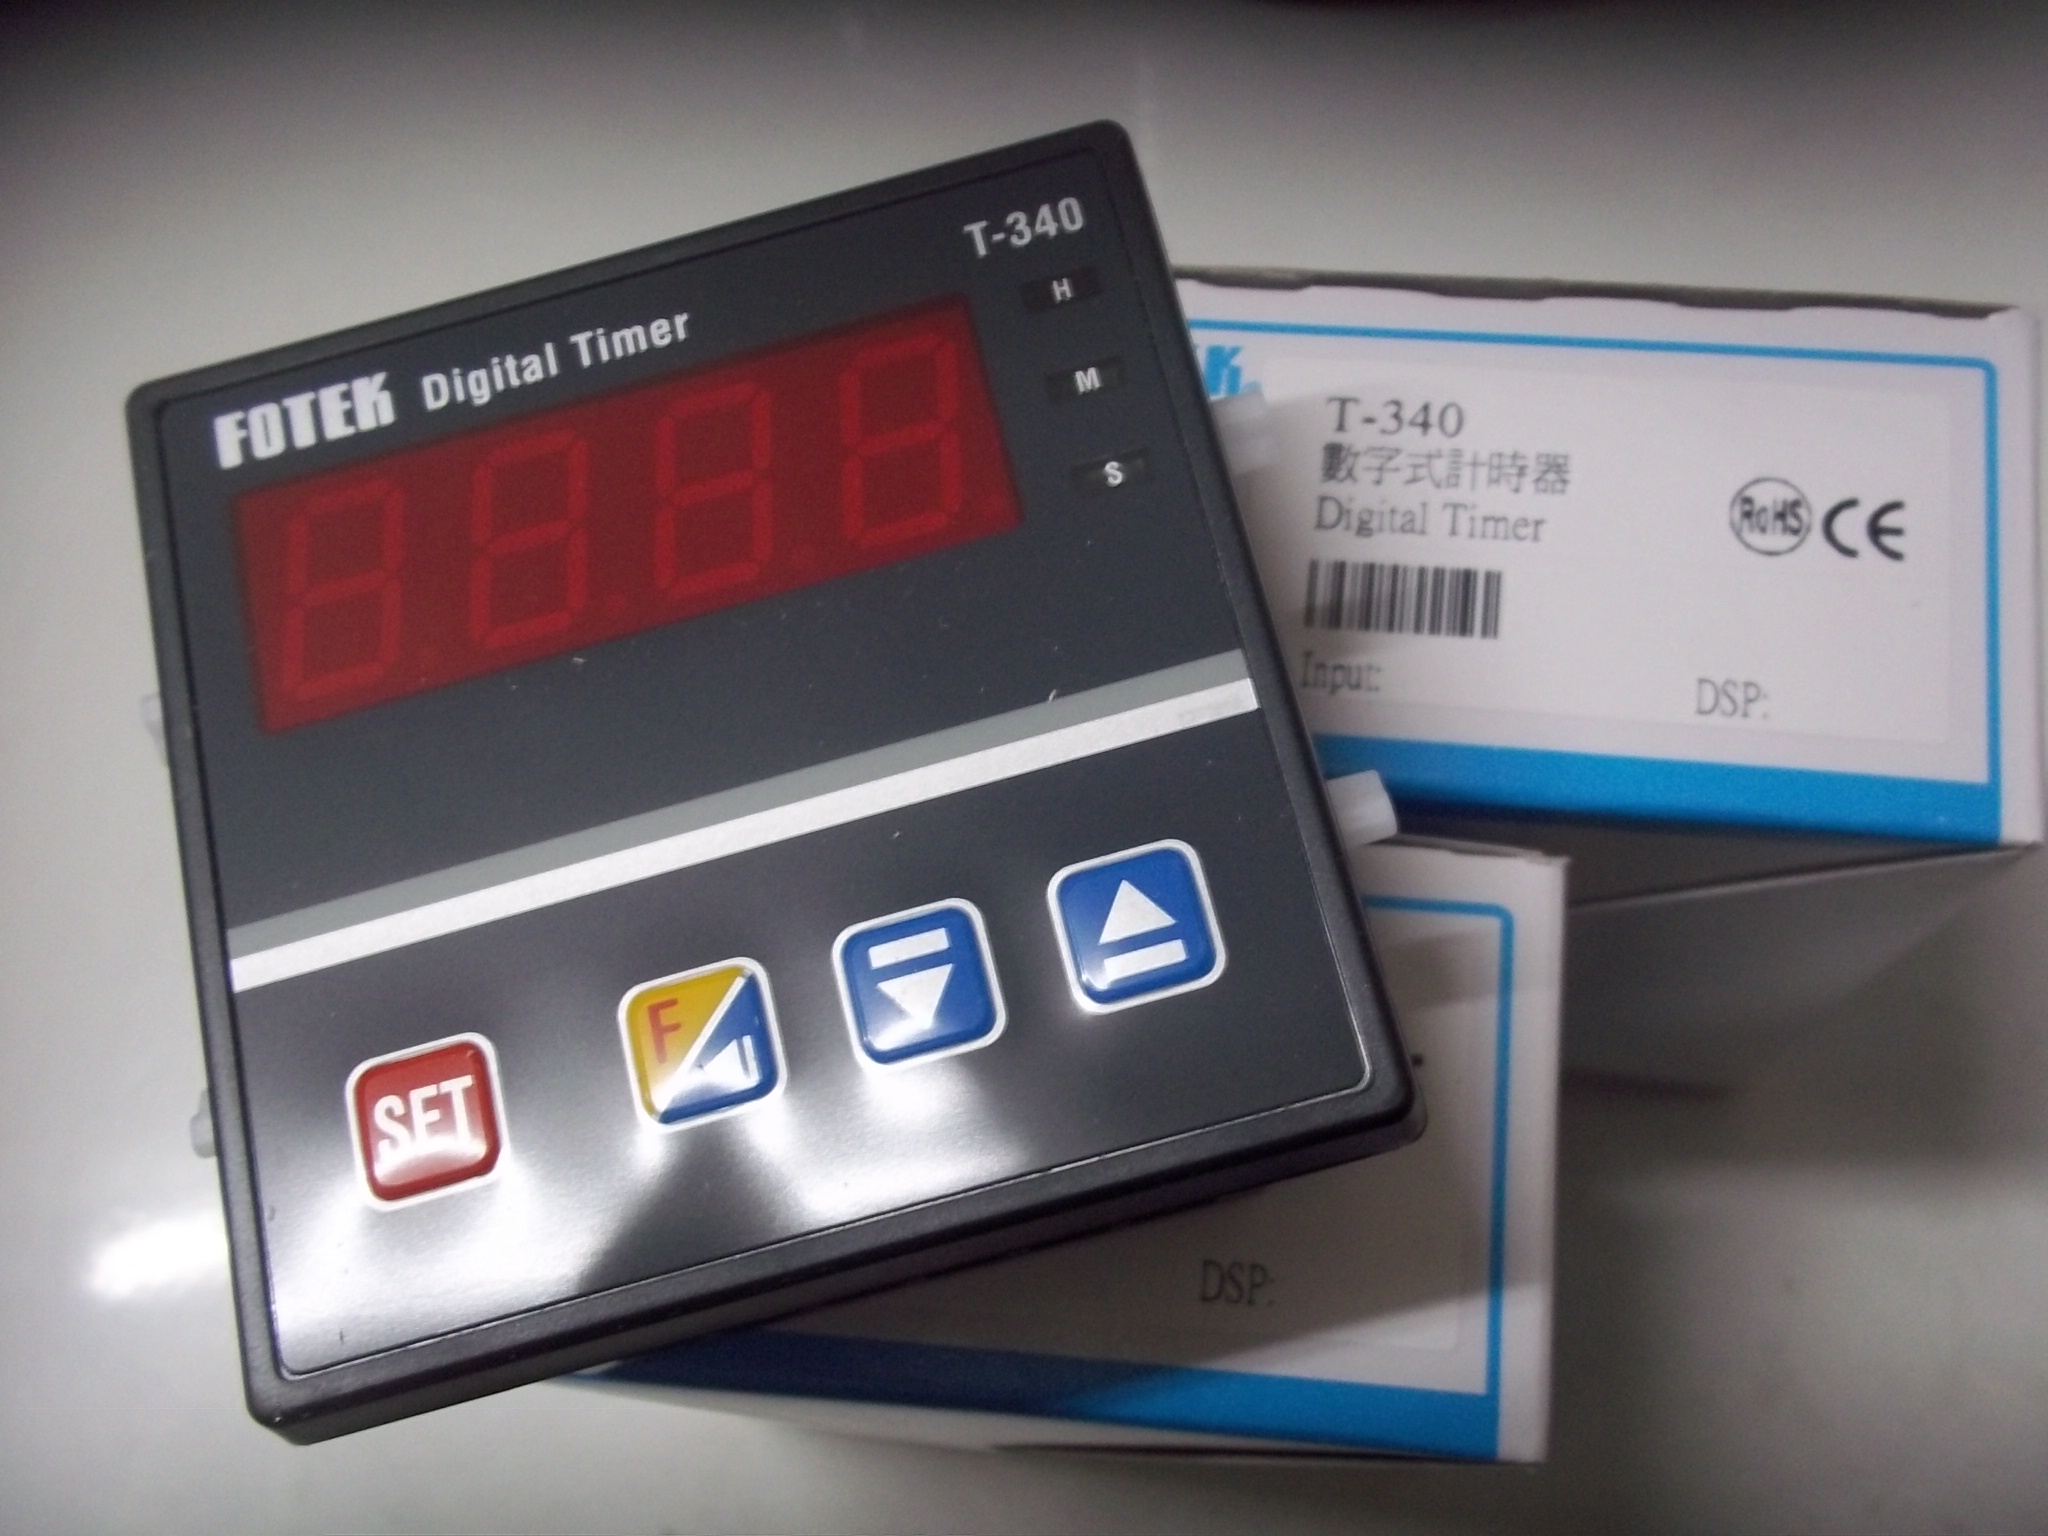 T-340
FOTEK Digital Timer
H
M
S
SET
F
T-340
數字式計時器
Digital Timer
RoHS CE
Input:
DSP:
DSP: